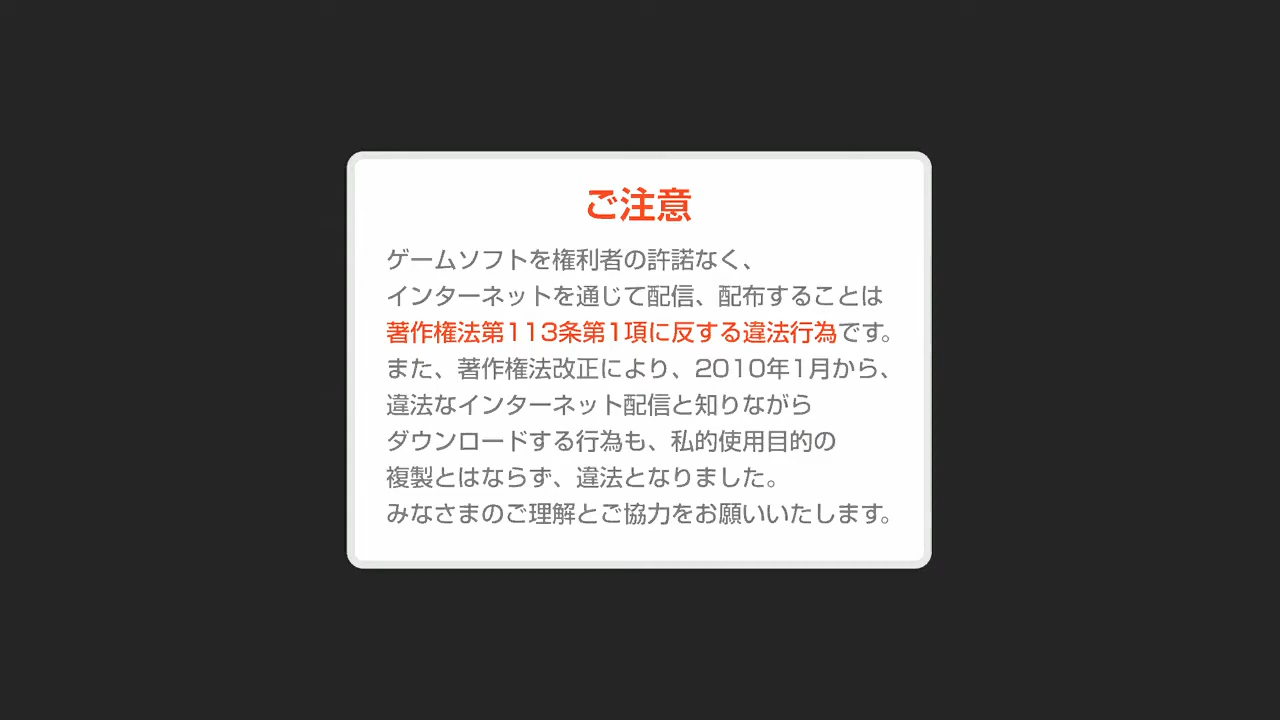 ご注意
ゲームソフトを権利者の許諾なく、
インターネットを通じて配信、配布することは
著作権法第113条第1項に反する違法行為です。
また、著作権法改正により、2010年1月から、
違法なインターネット配信と知りながら
ダウンロードする行為も、私的使用目的の
複製とはならず、違法となりました。
みなさまのご理解とご協力をお願いいたします。